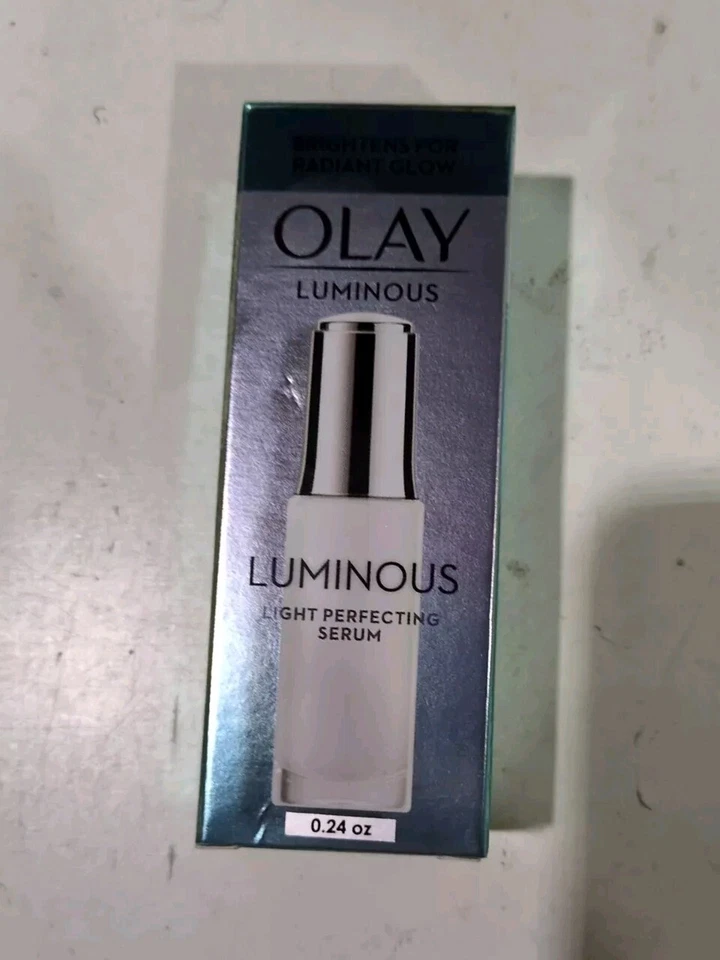 BRIGHTENS FOR
RADIANT GLOW
OLAY
LUMINOUS
LUMINOUS
LIGHT PERFECTING
SERUM
0.24 oz